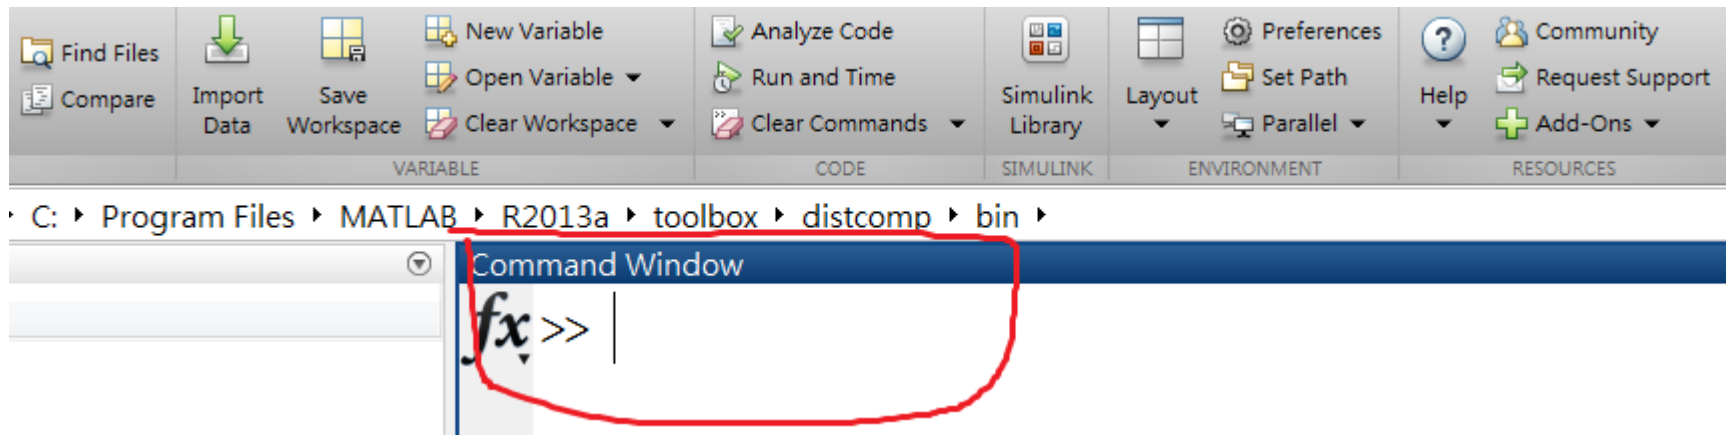 Find Files
Compare
Import
Data
Save
Workspace
New Variable
Open Variable
Clear Workspace
VARIABLE
Analyze Code
Run and Time
Clear Commands
CODE
Simulink
Library
SIMULINK
Layout
Preferences
Set Path
Parallel
ENVIRONMENT
?
Help
Community
Request Support
Add-Ons
RESOURCES
C: Program Files MATLAB R2013a toolbox distcomp bin
Command Window
fx >>